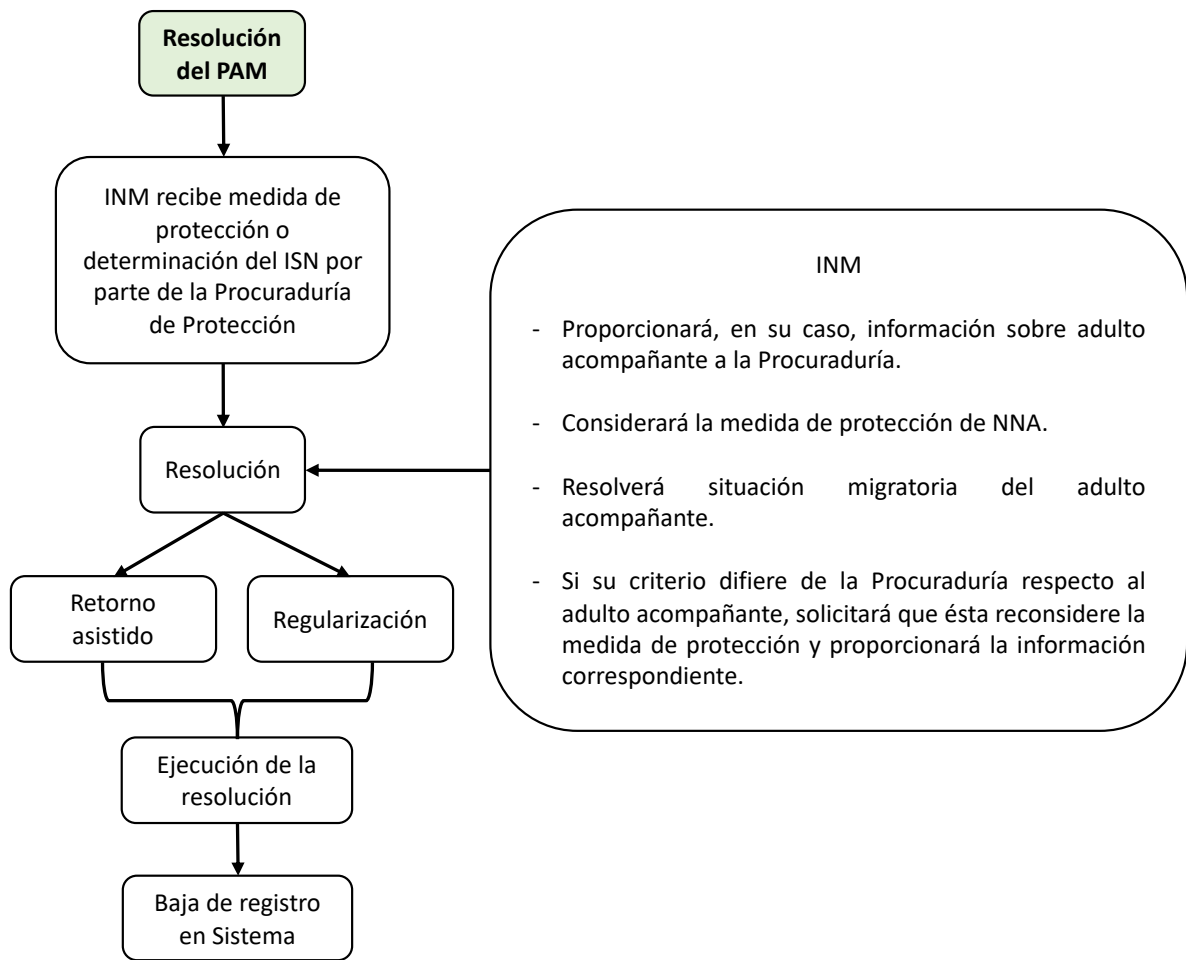 Resolución
del PAM
INM recibe medida de
protección o
determinación del ISN por
parte de la Procuraduría
de Protección
INM
- Proporcionará, en su caso, información sobre adulto
acompañante a la Procuraduría.
- Considerará la medida de protección de NNA.
- Resolverá situación migratoria del adulto
acompañante.
- Si su criterio difiere de la Procuraduría respecto al
adulto acompañante, solicitará que ésta reconsidere la
medida de protección y proporcionará la información
correspondiente.
Resolución
Retorno
asistido
Regularización
Ejecución de la
resolución
Baja de registro
en Sistema